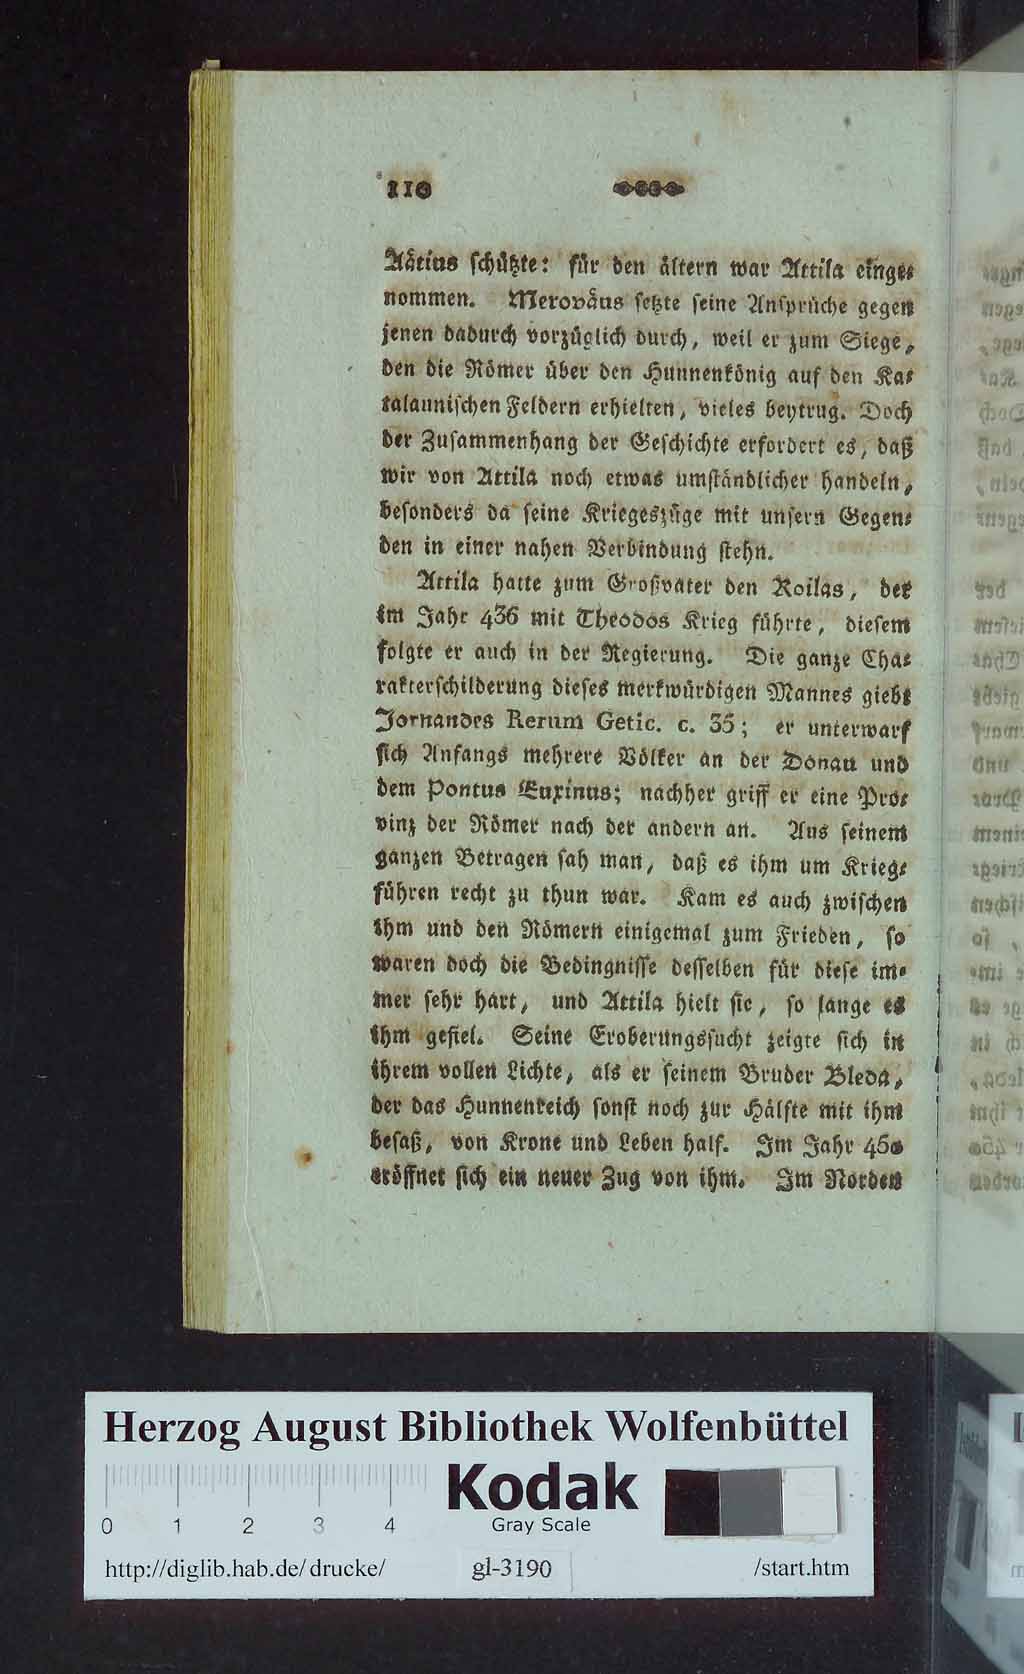 110
Aätius schützte: für den ältern war Attila einge-
nommen. Meroväus setzte seine Ansprüche gegen
jenen dadurch vorzüglich durch, weil er zum Siege,
den die Römer über den Hunnenkönig auf den Ka-
talaunischen Feldern erhielten, vieles beytrug. Doch
der Zusammenhang der Geschichte erfordert es, daß
wir von Attila noch etwas umständlicher handeln,
besonders da seine Kriegeszüge mit unsern Gegen-
den in einer nahen Verbindung stehn.
Attila hatte zum Großvater den Roilas, der
im Jahr 436 mit Theodos Krieg führte, diesem
folgte er auch in der Regierung. Die ganze Cha-
rakterschilderung dieses merkwürdigen Mannes giebt
Jornandes Rerum Getic. c. 35; er unterwarf
sich Anfangs mehrere Völker an der Donau und
dem Pontus Euxinus; nachher griff er eine Pro-
vinz der Römer nach der andern an. Aus seinem
ganzen Betragen sah man, daß es ihm um Krieg-
führen recht zu thun war. Kam es auch zwischen
ihm und den Römern einigemal zum Frieden, so
waren doch die Bedingnisse desselben für diese im-
mer sehr hart, und Attila hielt sie, so lange es
ihm gefiel. Seine Eroberungssucht zeigte sich in
ihrem vollen Lichte, als er seinem Bruder Bleda,
der das Hunnenreich sonst noch zur Hälfte mit ihm
besaß, von Krone und Leben half. Im Jahr 450
eröffnet sich ein neuer Zug von ihm. Im Norden
Herzog August Bibliothek Wolfenbüttel
Kodak
0 1 2 3 4 Gray Scale
http://diglib.hab.de/drucke/ gl-3190 /start.htm